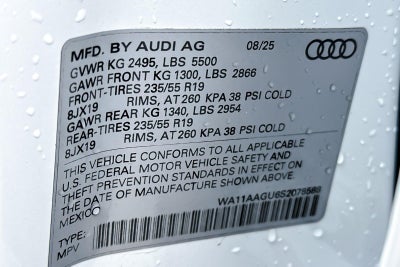 MFD. BY AUDI AG 08/25
GVWR KG 2495, LBS 5500
GAWR FRONT KG 1300, LBS 2866
FRONT-TIRES 235/55 R19
8JX19 RIMS, AT 260 KPA 38 PSI COLD
GAWR REAR KG 1340, LBS 2954
REAR-TIRES 235/55 R19
8JX19 RIMS, AT 260 KPA 38 PSI COLD
THIS VEHICLE CONFORMS TO ALL APPLICABLE
U.S. FEDERAL MOTOR VEHICLE SAFETY AND
THEFT PREVENTION STANDARDS IN EFFECT ON
THE DATE OF MANUFACTURE SHOWN ABOVE.
MEXICO
WA11AAGU6S2078568
TYPE:
MPV